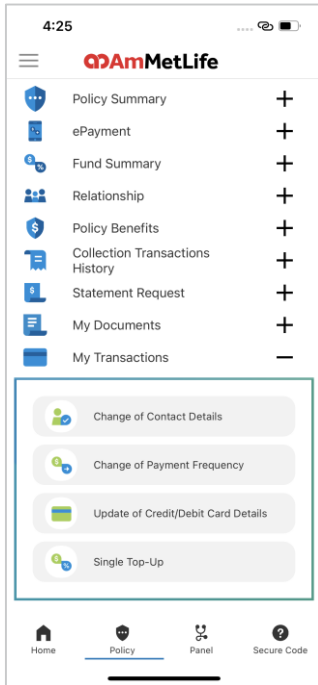 4:25
AmMetLife
Policy Summary
ePayment
Fund Summary
Relationship
Policy Benefits
Collection Transactions
History
Statement Request
My Documents
My Transactions
Change of Contact Details
Change of Payment Frequency
Update of Credit/Debit Card Details
Single Top-Up
Home Policy Panel Secure Code